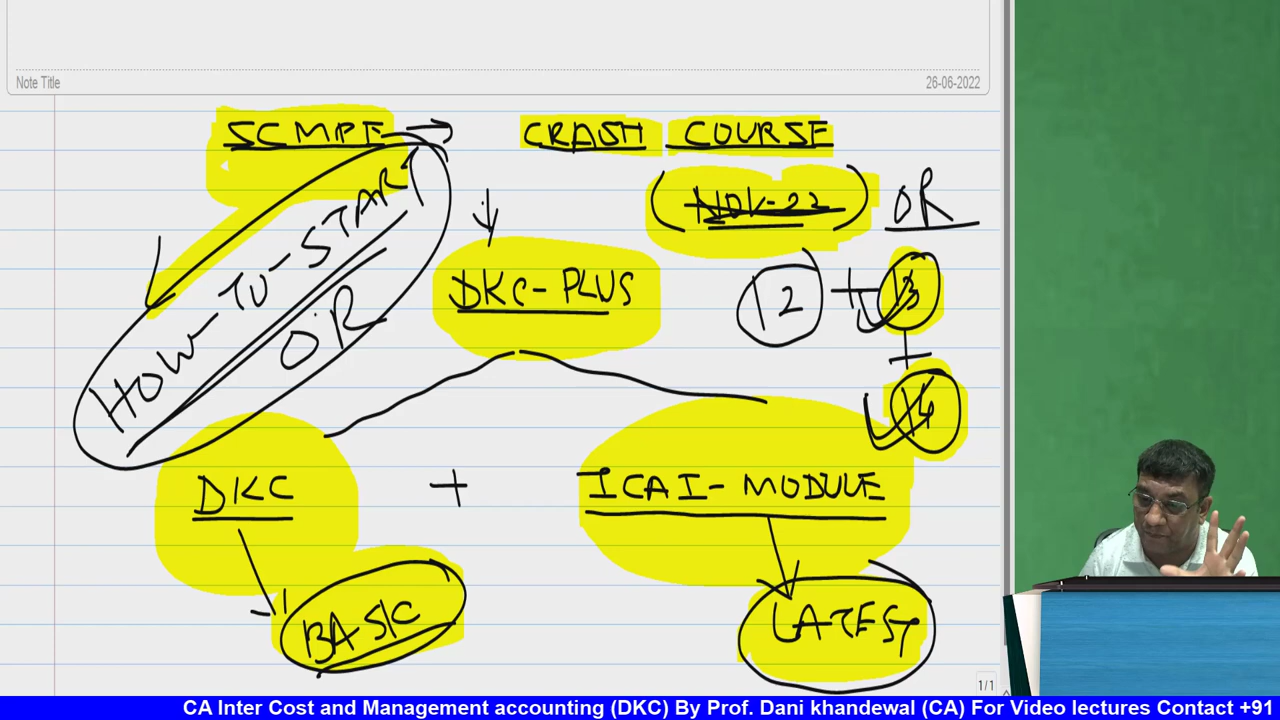 Note Title
26-06-2022
SCMPE → CRASH COURSE
(NOV-22) OR
HOW-TO-START
OR
↓
DKC-PLUS
12 + 13
+
14
DKC + ICAI-MODULE
BASIC
LATEST
1/1
CA Inter Cost and Management accounting (DKC) By Prof. Dani khandewal (CA) For Video lectures Contact +91